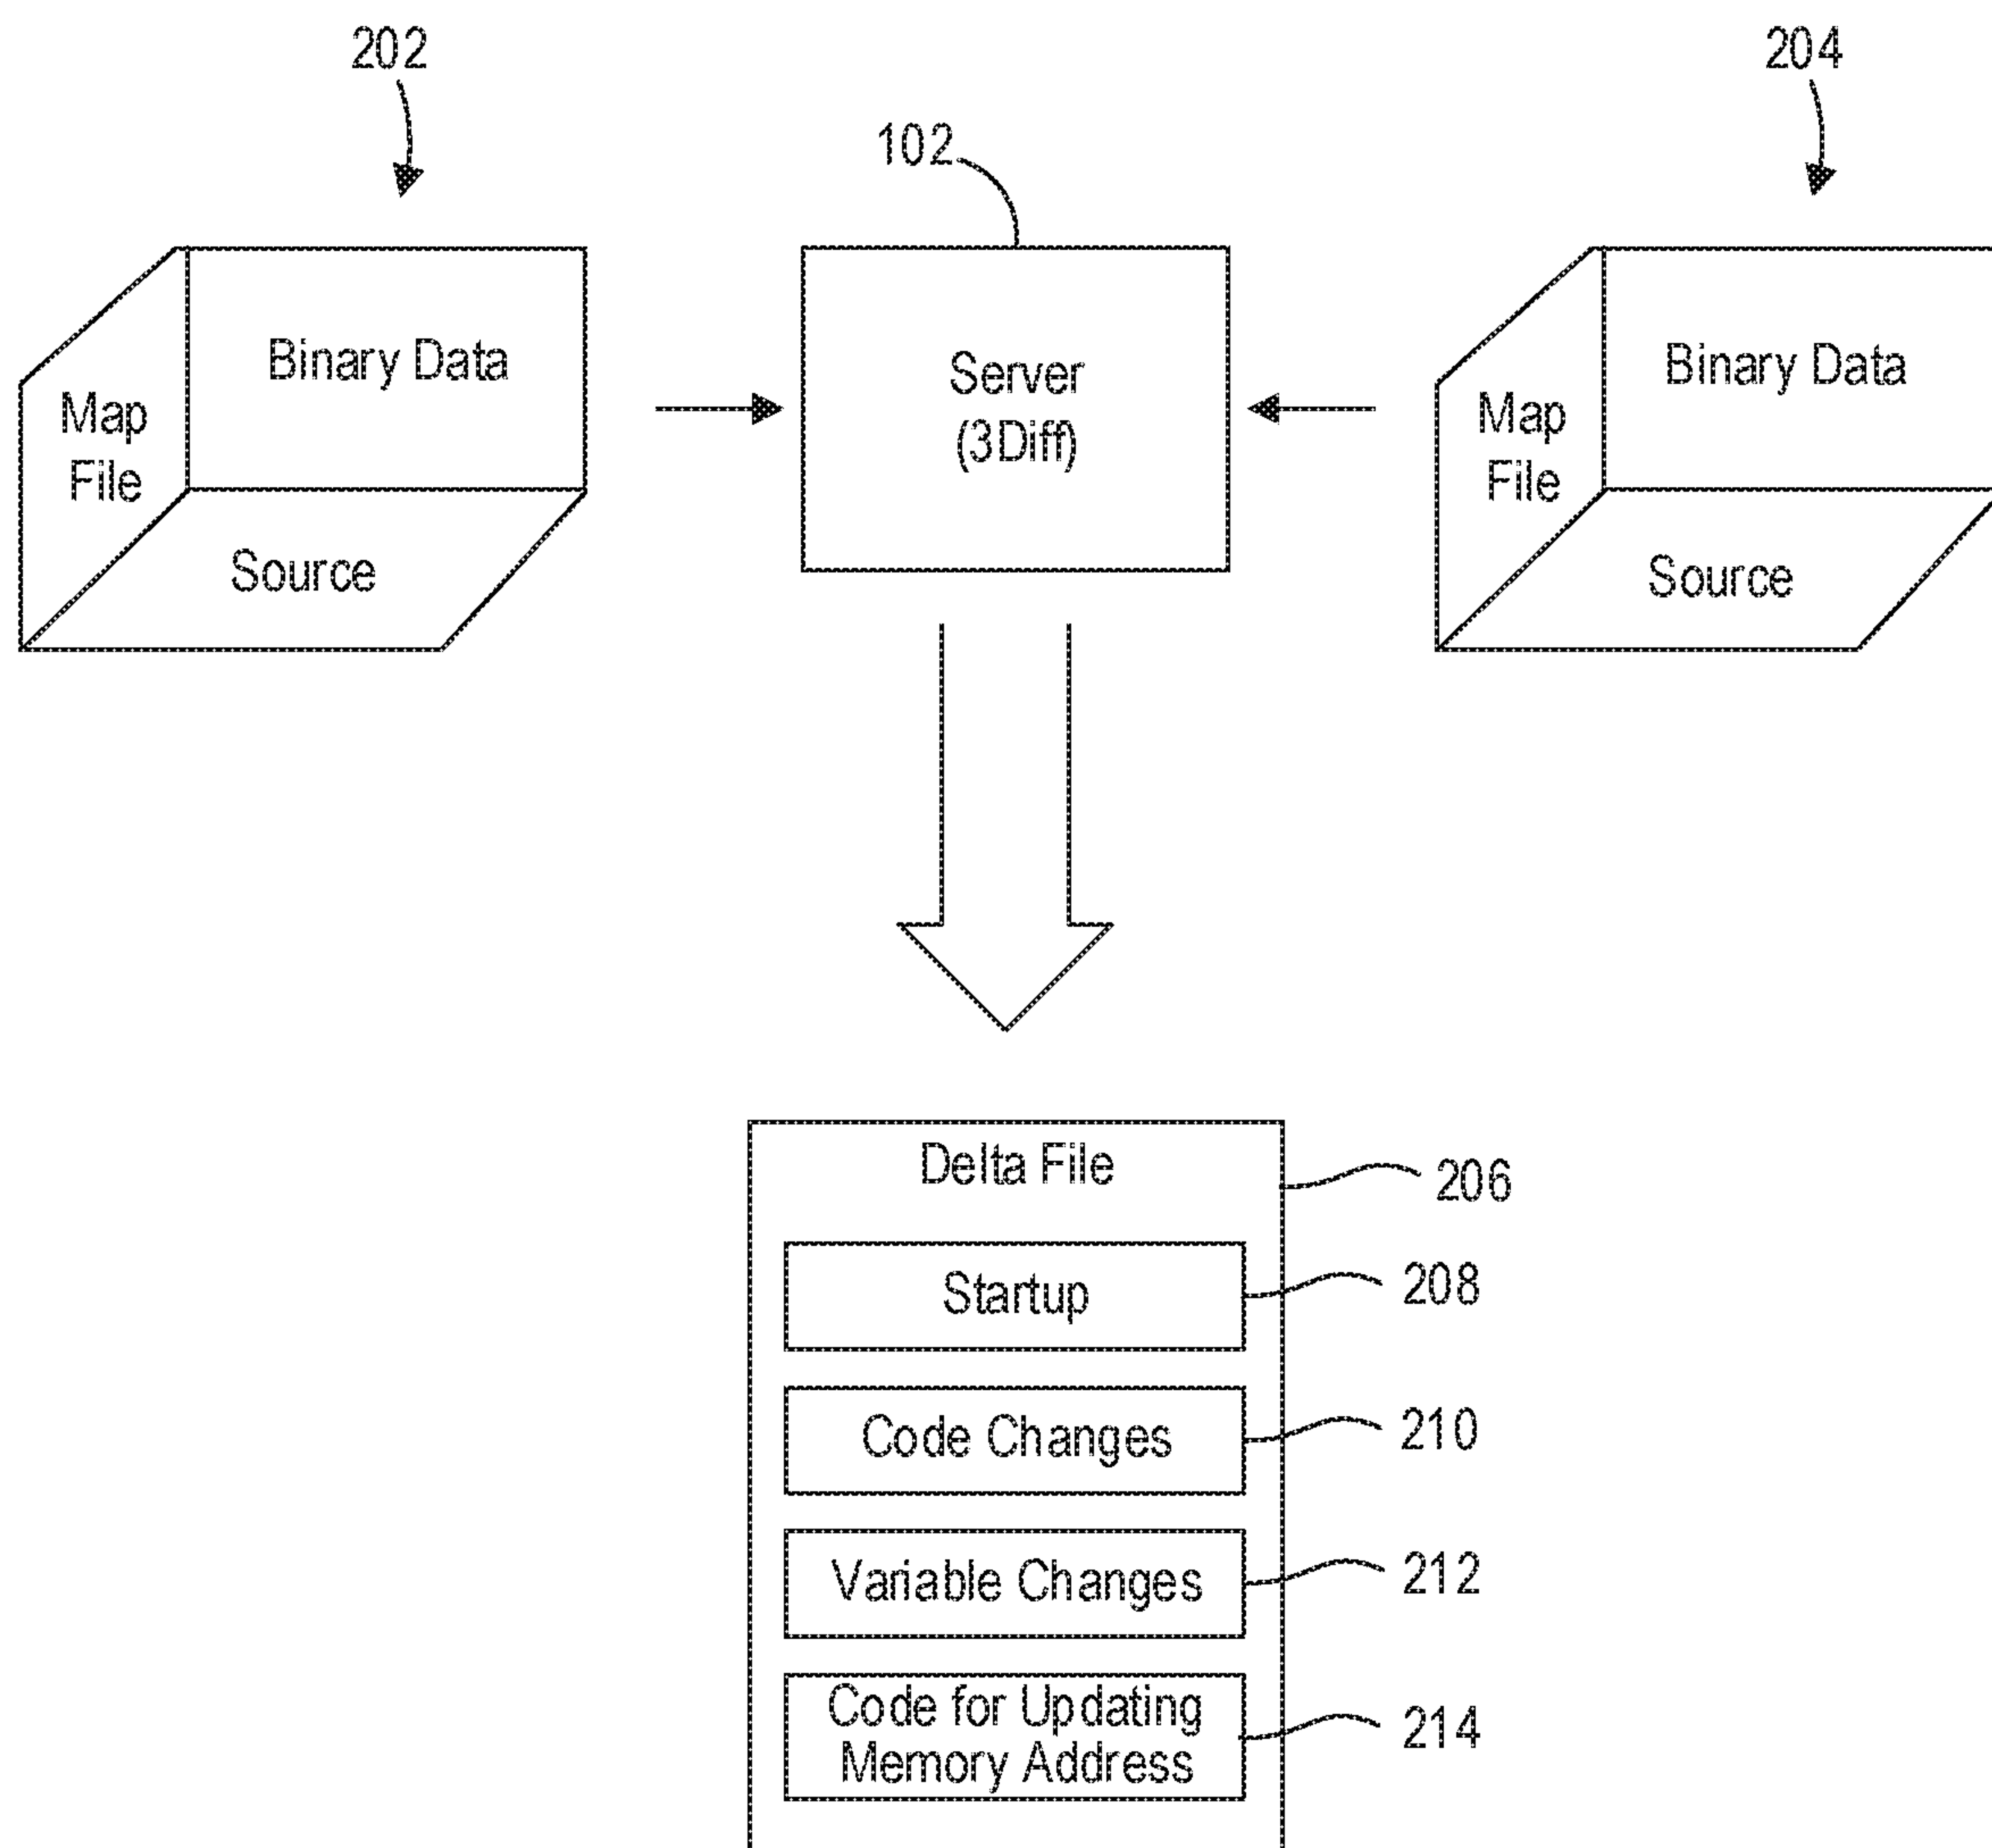 202
204
102
Binary Data
Map
File
Source
Server
(3Diff)
Binary Data
Map
File
Source
Delta File
206
Startup
208
Code Changes
210
Variable Changes
212
Code for Updating
Memory Address
214